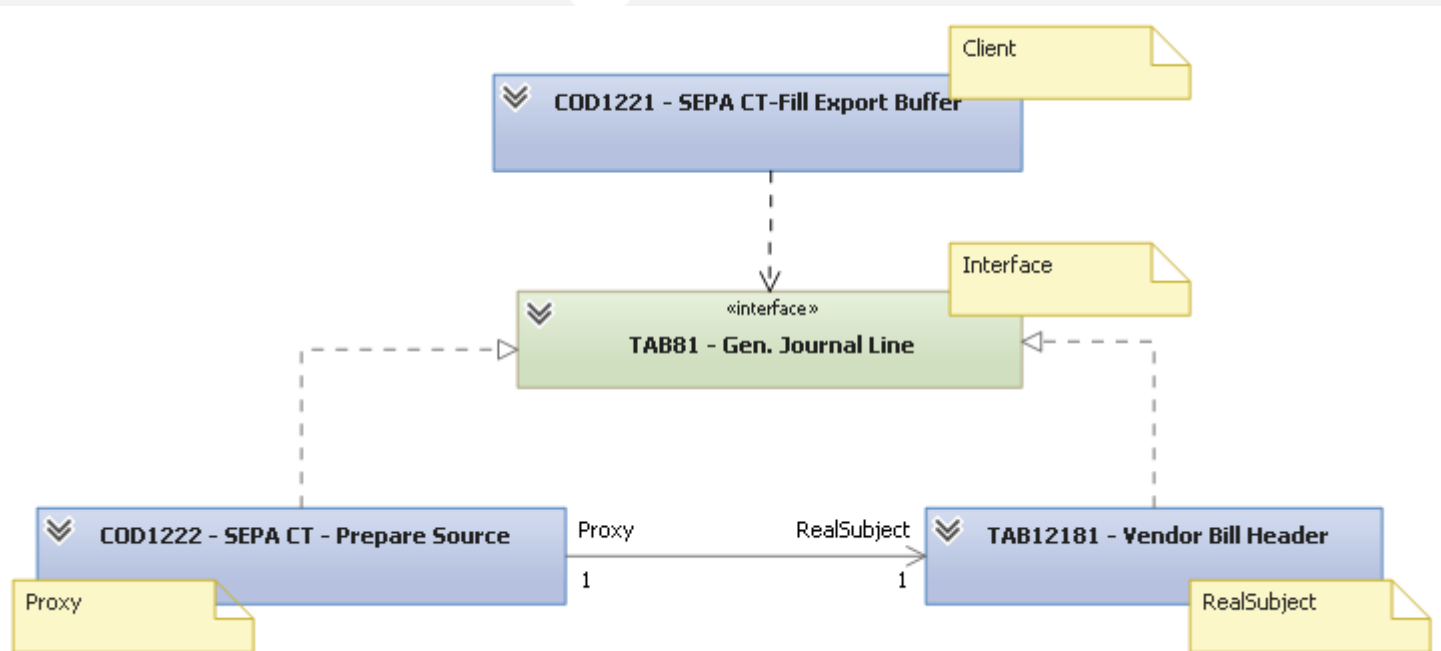 Client
COD1221 - SEPA CT-Fill Export Buffer
Interface
«interface»
TAB81 - Gen. Journal Line
COD1222 - SEPA CT - Prepare Source
Proxy
RealSubject
TAB12181 - Vendor Bill Header
1
1
Proxy
RealSubject